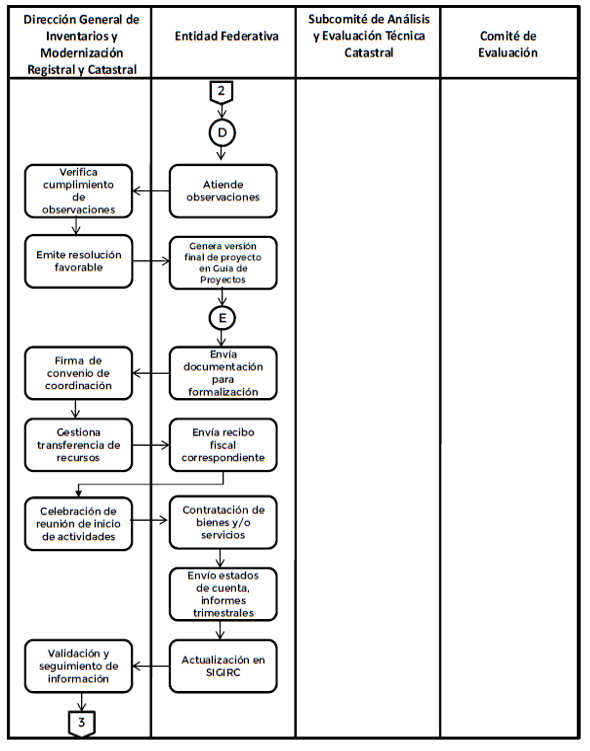 Dirección General de
Inventarios y
Modernización
Registral y Catastral
Entidad Federativa
Subcomité de Análisis
y Evaluación Técnica
Catastral
Comité de
Evaluación
2
D
Atiende
observaciones
Verifica
cumplimiento
de
observaciones
Emite resolución
favorable
Genera versión
final de proyecto
en Guía de
Proyectos
E
Envía
documentación
para
formalización
Firma de
convenio de
coordinación
Gestiona
transferencia de
recursos
Envía recibo
fiscal
correspondiente
Celebración de
reunión de inicio
de actividades
Contratación de
bienes y/o
servicios
Envío estados
de cuenta,
informes
trimestrales
Actualización en
SIGIRC
Validación y
seguimiento de
información
3